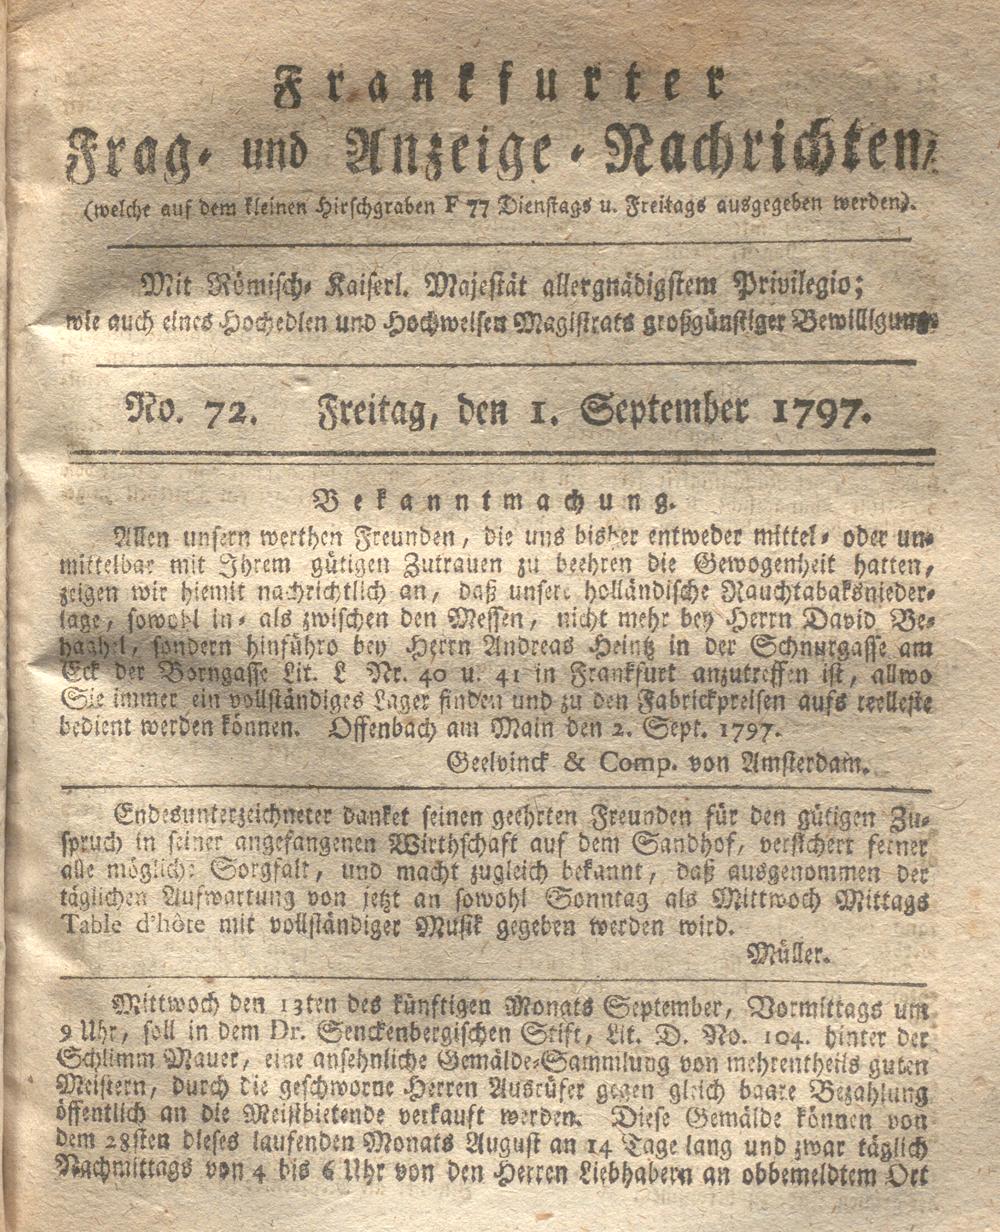 Frankfurter
Frag- und Anzeige-Nachrichten,
(welche auf dem kleinen Hirschgraben F 77 Dienstags u. Freitags ausgegeben werden).
Mit Römisch-Kaiserl. Majestät allergnädigstem Privilegio;
wie auch eines Hochedlen und Hochweisen Magistrats großgünstiger Bewilligung.
No. 72. Freitag, den 1. September 1797.
Bekanntmachung.
Allen unsern werthen Freunden, die uns bisher entweder mittel- oder un-
mittelbar mit Ihrem gütigen Zutrauen zu beehren die Gewogenheit hatten,
zeigen wir hiemit nachrichtlich an, daß unsere holländische Rauchtabaksnieder-
lage, sowohl in- als zwischen den Messen, nicht mehr bey Herrn David Be-
haghel, sondern hinführo bey Herrn Andreas Heintz in der Schnurgasse am
Eck der Borngasse Lit. L Nr. 40 u. 41 in Frankfurt anzutreffen ist, allwo
Sie immer ein vollständiges Lager finden und zu den Fabrickpreisen aufs reelleste
bedient werden können. Offenbach am Main den 2. Sept. 1797.
Geelvinck & Comp. von Amsterdam.
Endesunterzeichneter danket seinen geehrten Freunden für den gütigen Zu-
spruch in seiner angefangenen Wirthschaft auf dem Sandhof, versichert ferner
alle mögliche Sorgfalt, und macht zugleich bekannt, daß ausgenommen der
täglichen Aufwartung von jetzt an sowohl Sonntag als Mittwoch Mittags
Table d'hôte mit vollständiger Musik gegeben werden wird.
Müller.
Mittwoch den 13ten des künftigen Monats September, Vormittags um
9 Uhr, soll in dem Dr. Senckenbergischen Stift, Lit. D. No. 104. hinter der
Schlimm Mauer, eine ansehnliche Gemälde-Sammlung von mehrentheils guten
Meistern, durch die geschworne Herren Ausrüfer gegen gleich baare Bezahlung
öffentlich an die Meistbietende verkauft werden. Diese Gemälde können von
dem 28sten dieses laufenden Monats August an 14 Tage lang und zwar täglich
Nachmittags von 4 bis 6 Uhr von den Herren Liebhabern an obbemeldtem Ort